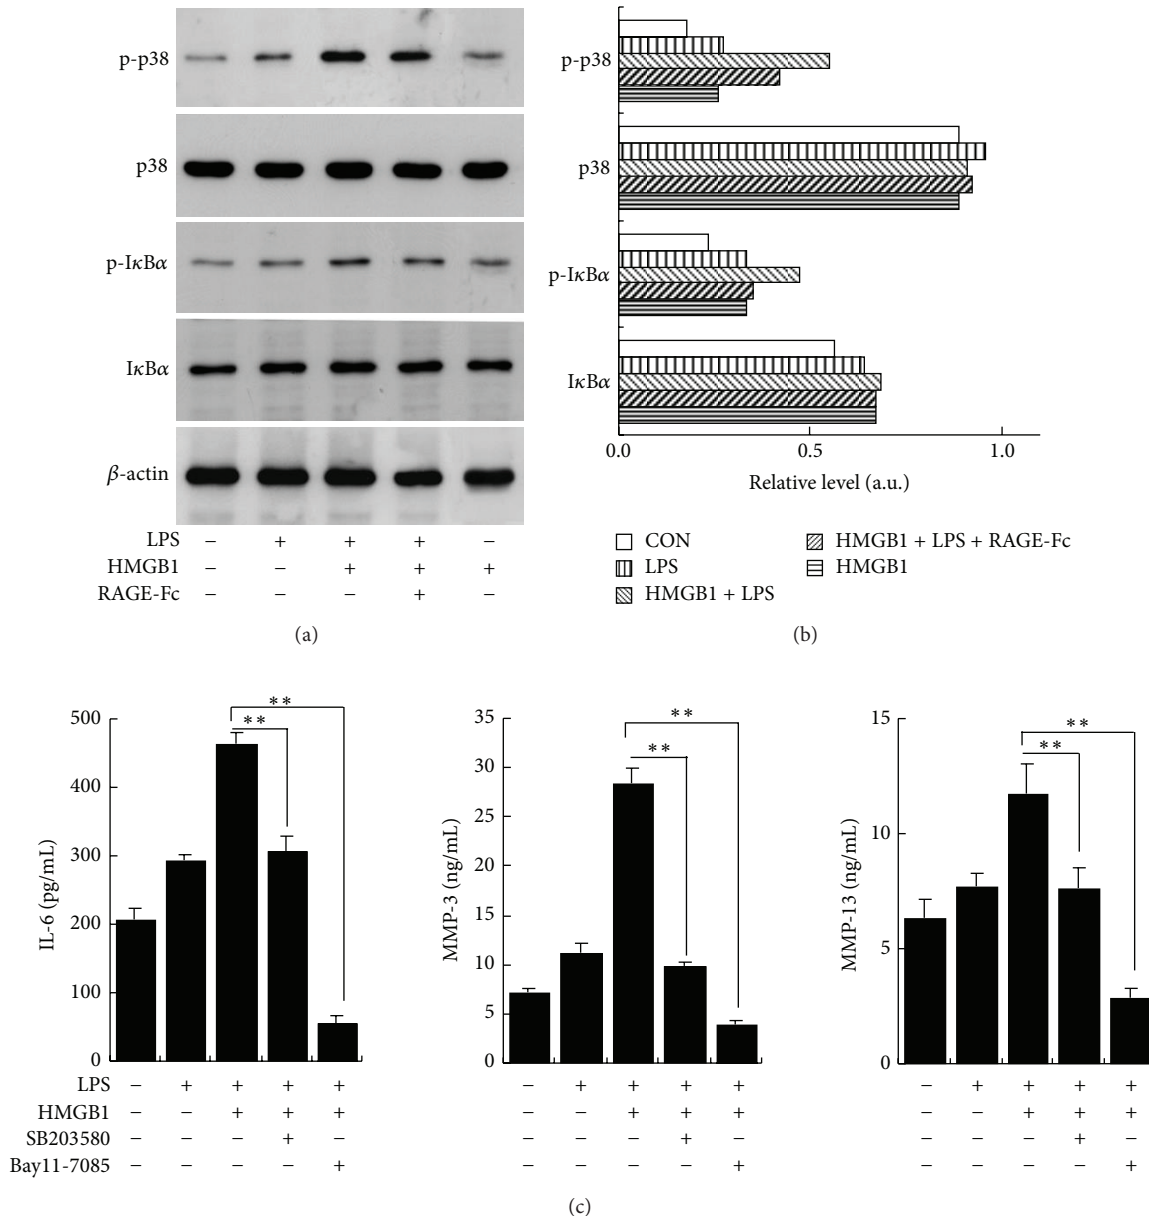 p-p38
p38
p-IκBα
IκBα
β-actin
LPS − + + + −
HMGB1 − − + + +
RAGE-Fc − − − + −
(a)
p-p38
p38
p-IκBα
IκBα
0.0 0.5 1.0
Relative level (a.u.)
CON
LPS
HMGB1 + LPS
HMGB1 + LPS + RAGE-Fc
HMGB1
(b)
IL-6 (pg/mL)
500
400
300
200
100
0
**
**
LPS − + + + +
HMGB1 − − + + +
SB203580 − − − + −
Bay11-7085 − − − − +
MMP-3 (ng/mL)
35
30
25
20
15
10
5
0
**
**
− + + + +
− − + + +
− − − + −
− − − − +
MMP-13 (ng/mL)
15
10
5
0
**
**
− + + + +
− − + + +
− − − + −
− − − − +
(c)